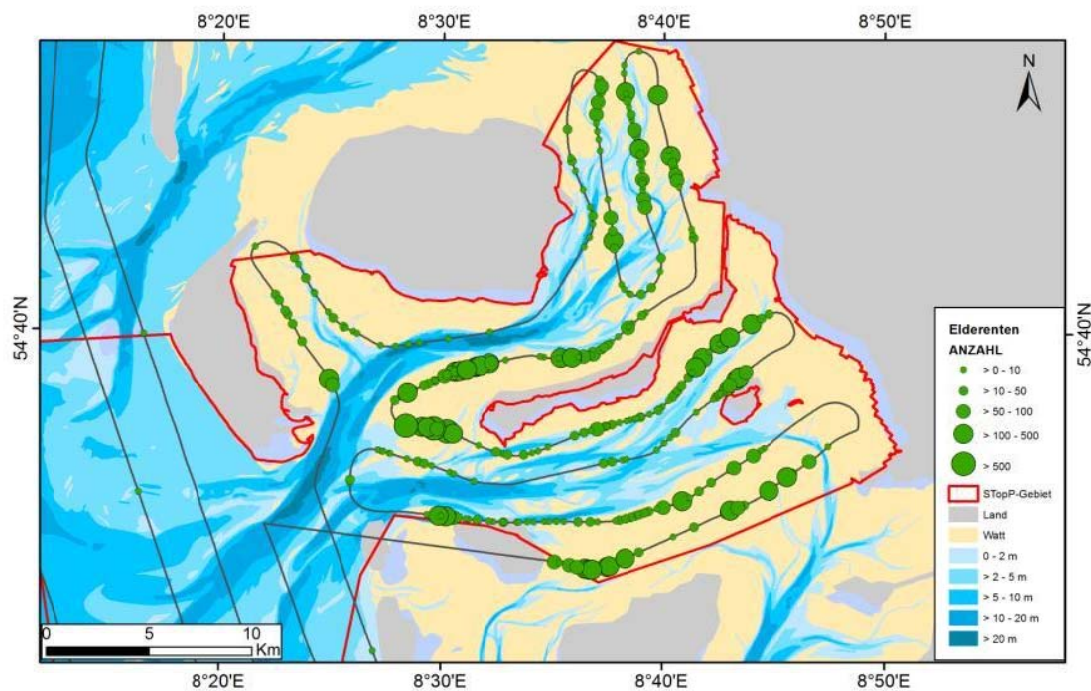 8°20'E 8°30'E 8°40'E 8°50'E
N
54°40'N
54°40'N
Eiderenten
ANZAHL
> 0 - 10
> 10 - 50
> 50 - 100
> 100 - 500
> 500
STopP-Gebiet
Land
Watt
0 - 2 m
> 2 - 5 m
> 5 - 10 m
> 10 - 20 m
> 20 m
0 5 10
Km
8°20'E 8°30'E 8°40'E 8°50'E